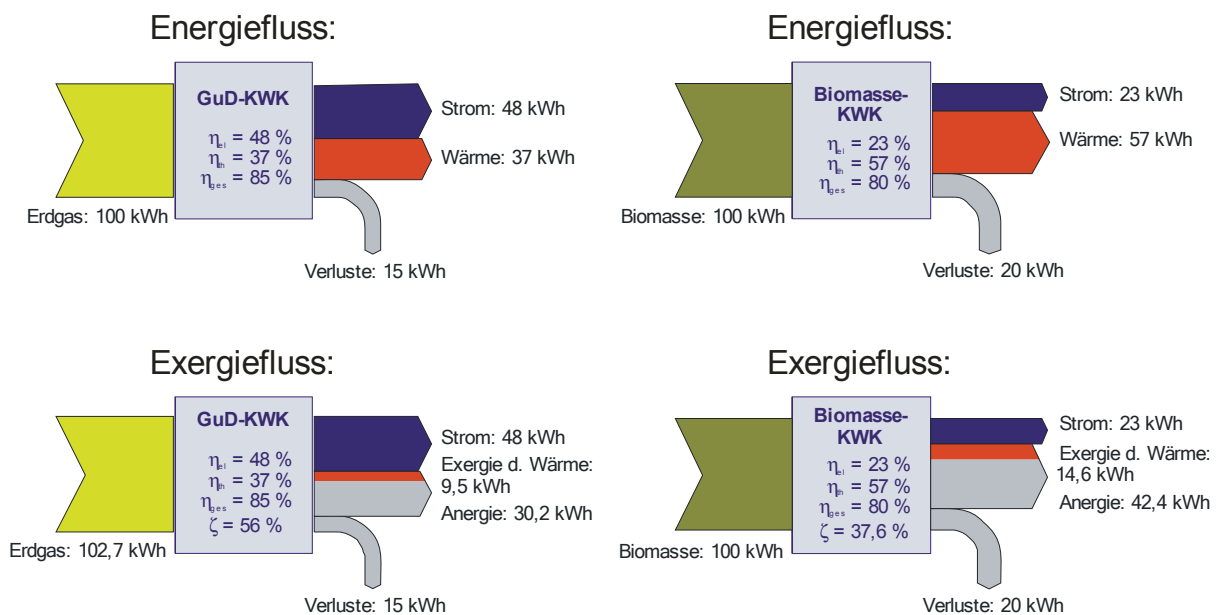 Energiefluss:
GuD-KWK
ηel = 48 %
ηth = 37 %
ηges = 85 %
Strom: 48 kWh
Wärme: 37 kWh
Erdgas: 100 kWh
Verluste: 15 kWh
Energiefluss:
Biomasse-
KWK
ηel = 23 %
ηth = 57 %
ηges = 80 %
Strom: 23 kWh
Wärme: 57 kWh
Biomasse: 100 kWh
Verluste: 20 kWh
Exergiefluss:
GuD-KWK
ηel = 48 %
ηth = 37 %
ηges = 85 %
ζ = 56 %
Strom: 48 kWh
Exergie d. Wärme:
9,5 kWh
Anergie: 30,2 kWh
Erdgas: 102,7 kWh
Verluste: 15 kWh
Exergiefluss:
Biomasse-
KWK
ηel = 23 %
ηth = 57 %
ηges = 80 %
ζ = 37,6 %
Strom: 23 kWh
Exergie d. Wärme:
14,6 kWh
Anergie: 42,4 kWh
Biomasse: 100 kWh
Verluste: 20 kWh